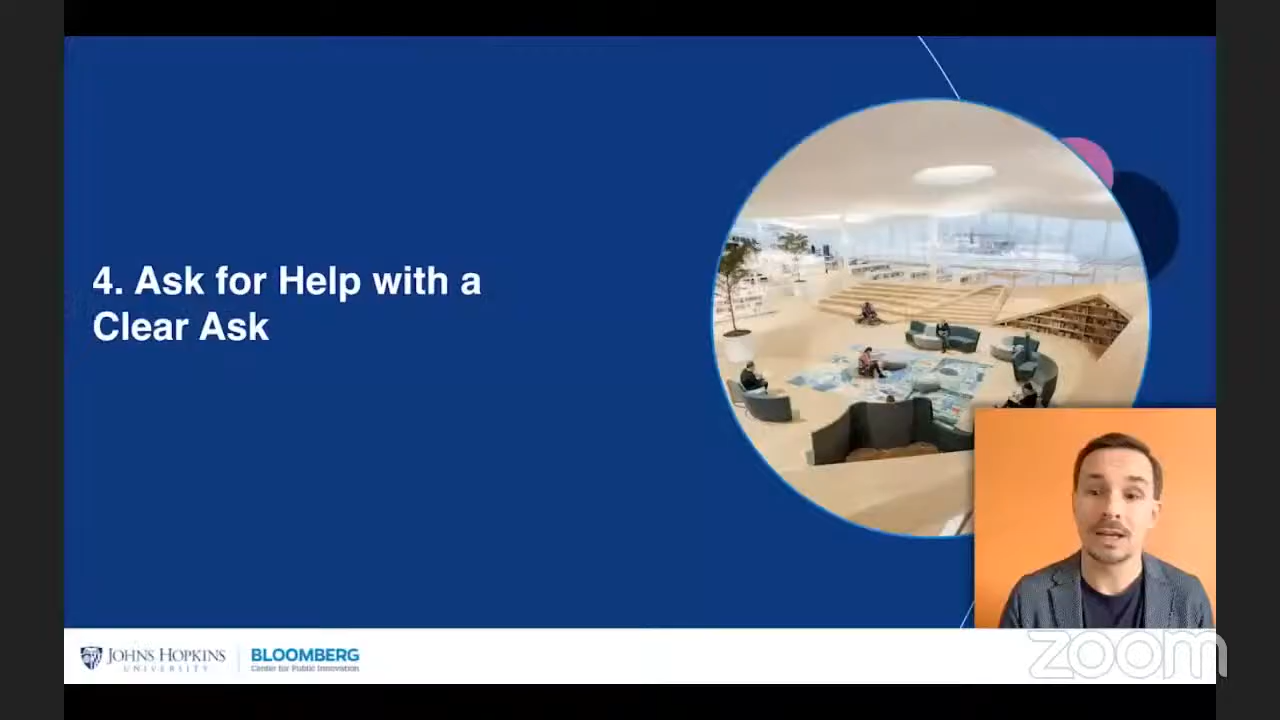 4. Ask for Help with a
Clear Ask
JOHNS HOPKINS
UNIVERSITY
BLOOMBERG
Center for Public Innovation
zoom